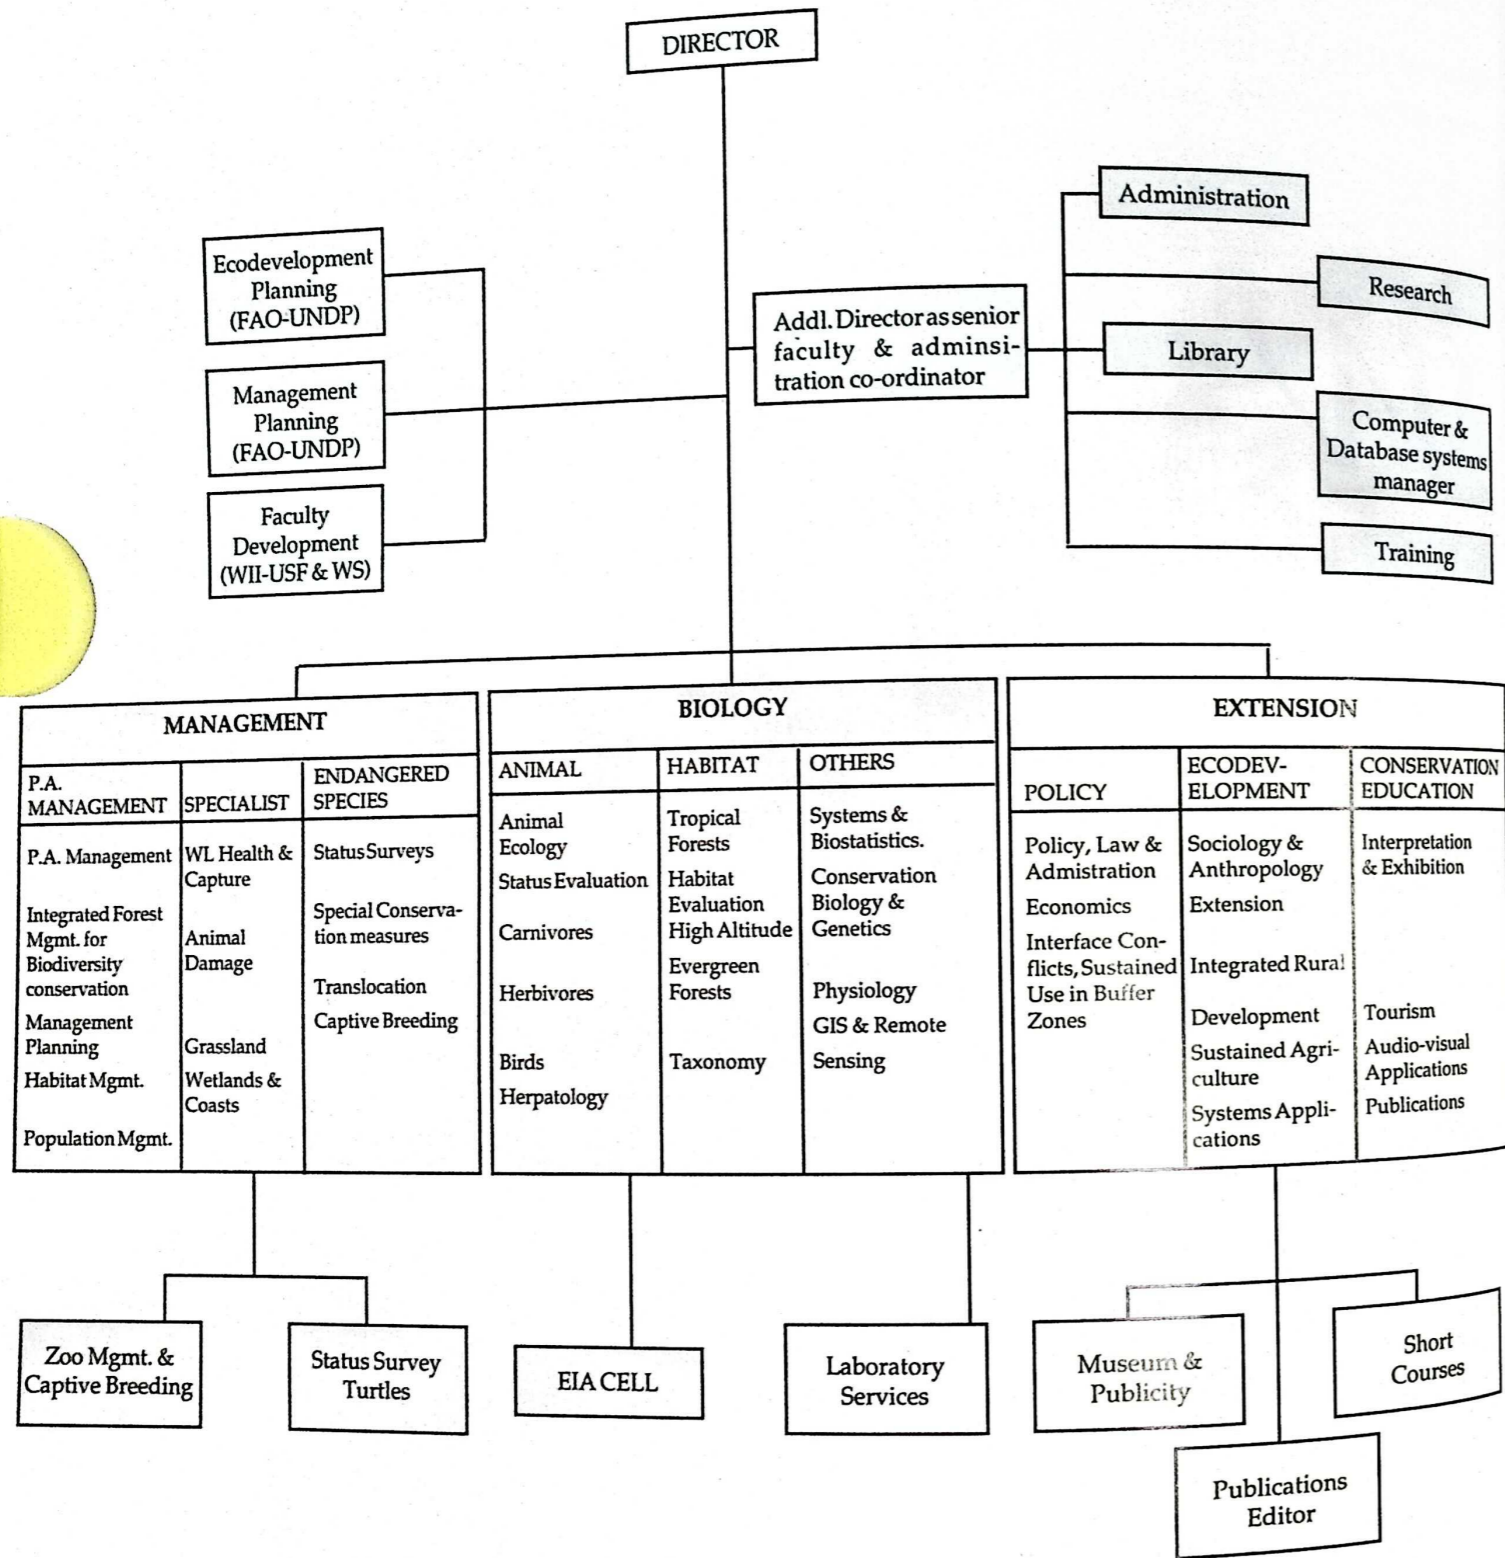 DIRECTOR
Ecodevelopment
Planning
(FAO-UNDP)
Management
Planning
(FAO-UNDP)
Faculty
Development
(WII-USF & WS)
Addl. Director as senior
faculty & adminsi-
tration co-ordinator
Administration
Research
Library
Computer &
Database systems
manager
Training
MANAGEMENT
P.A.
MANAGEMENT
P.A. Management
Integrated Forest
Mgmt. for
Biodiversity
conservation
Management
Planning
Habitat Mgmt.
Population Mgmt.
SPECIALIST
WL Health &
Capture
Animal
Damage
Grassland
Wetlands &
Coasts
ENDANGERED
SPECIES
Status Surveys
Special Conserva-
tion measures
Translocation
Captive Breeding
BIOLOGY
ANIMAL
Animal
Ecology
Status Evaluation
Carnivores
Herbivores
Birds
Herpatology
HABITAT
Tropical
Forests
Habitat
Evaluation
High Altitude
Evergreen
Forests
Taxonomy
OTHERS
Systems &
Biostatistics.
Conservation
Biology &
Genetics
Physiology
GIS & Remote
Sensing
EXTENSION
POLICY
Policy, Law &
Admistration
Economics
Interface Con-
flicts, Sustained
Use in Buffer
Zones
ECODEV-
ELOPMENT
Sociology &
Anthropology
Extension
Integrated Rural
Development
Sustained Agri-
culture
Systems Appli-
cations
CONSERVATION
EDUCATION
Interpretation
& Exhibition
Tourism
Audio-visual
Applications
Publications
Zoo Mgmt. &
Captive Breeding
Status Survey
Turtles
EIA CELL
Laboratory
Services
Museum &
Publicity
Short
Courses
Publications
Editor